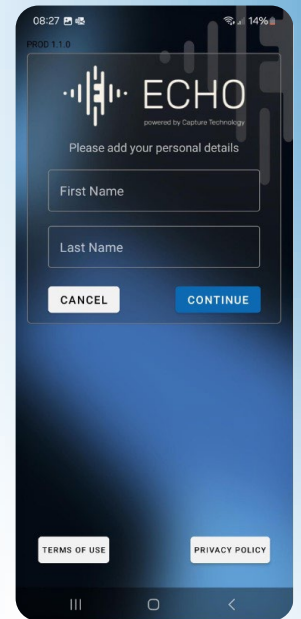 08:27 14%
PROD 1.1.0
ECHO
powered by Capture Technology
Please add your personal details
First Name
Last Name
CANCEL CONTINUE
TERMS OF USE PRIVACY POLICY